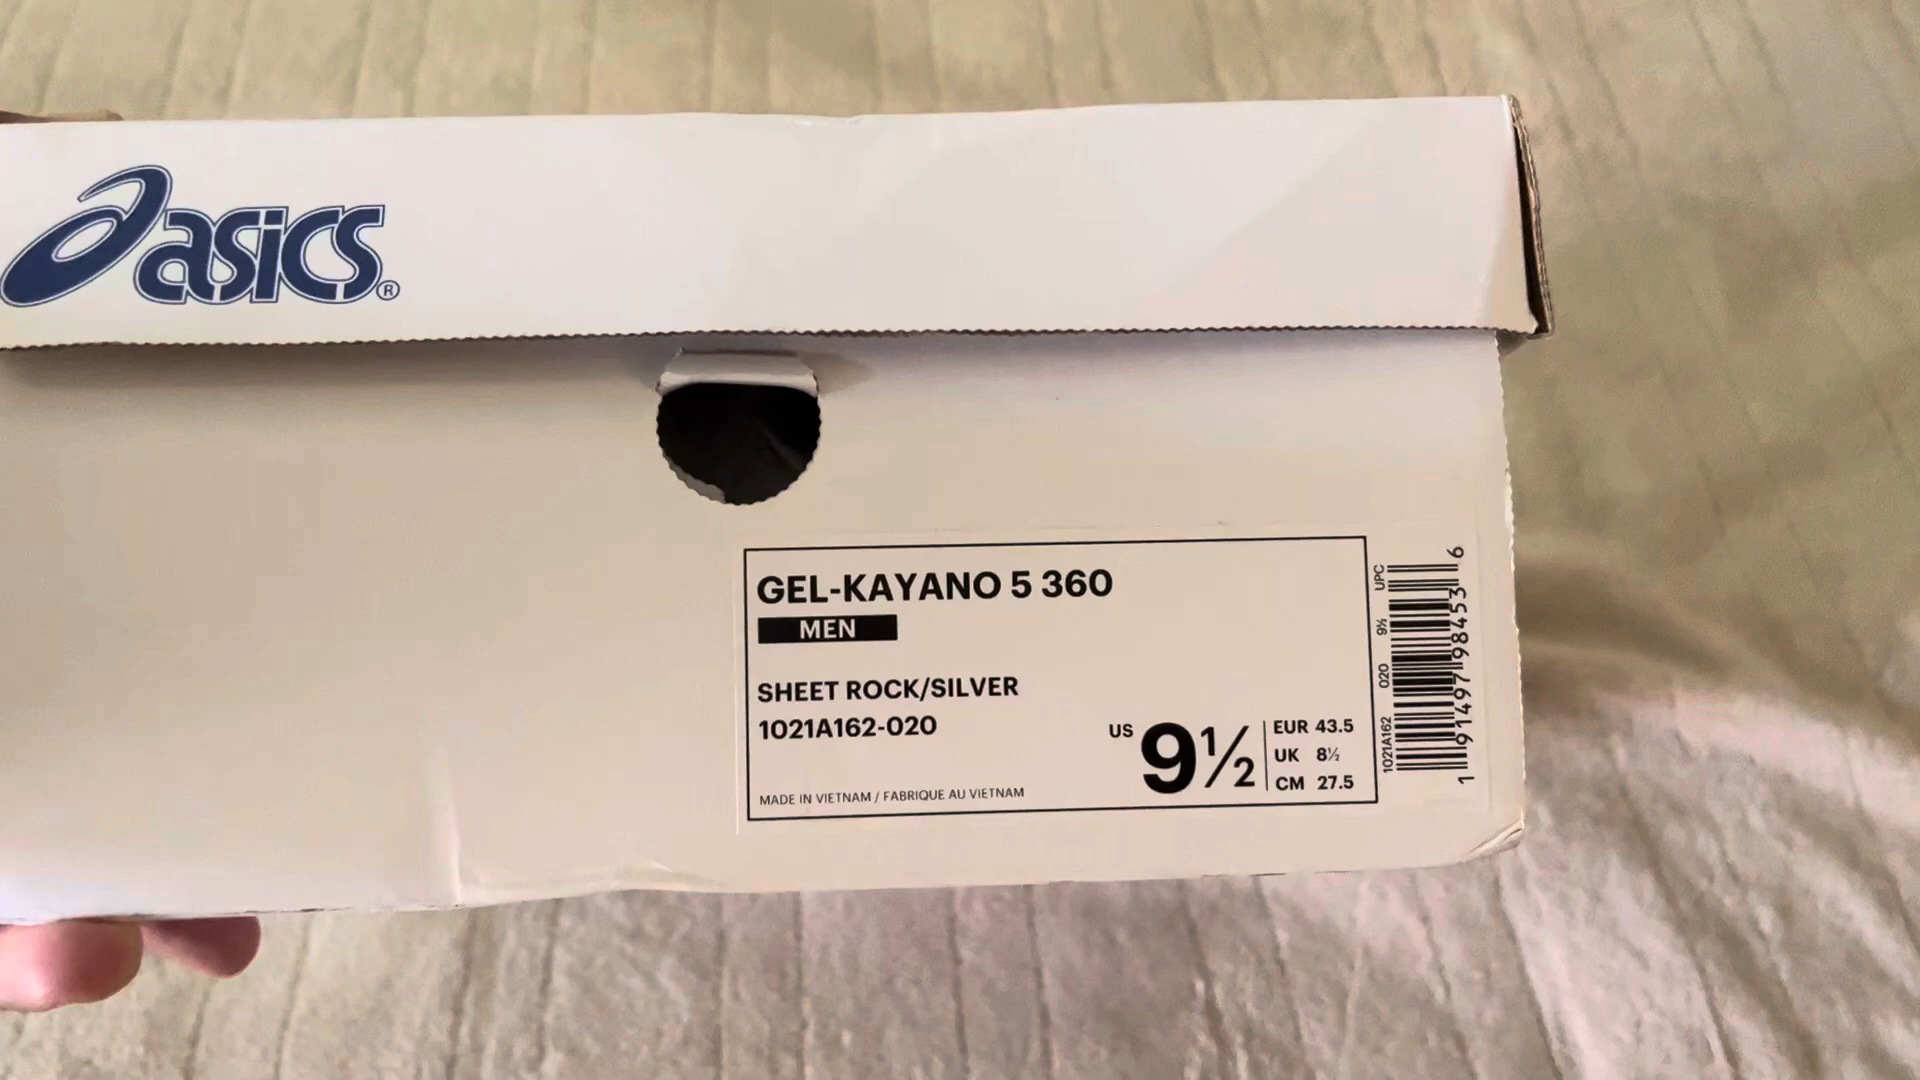 asics®
GEL-KAYANO 5 360
MEN
SHEET ROCK/SILVER
1021A162-020
MADE IN VIETNAM / FABRIQUE AU VIETNAM
US 9½
EUR 43.5
UK 8½
CM 27.5
1021A162 020 9½ UPC
1 91497 98453 6